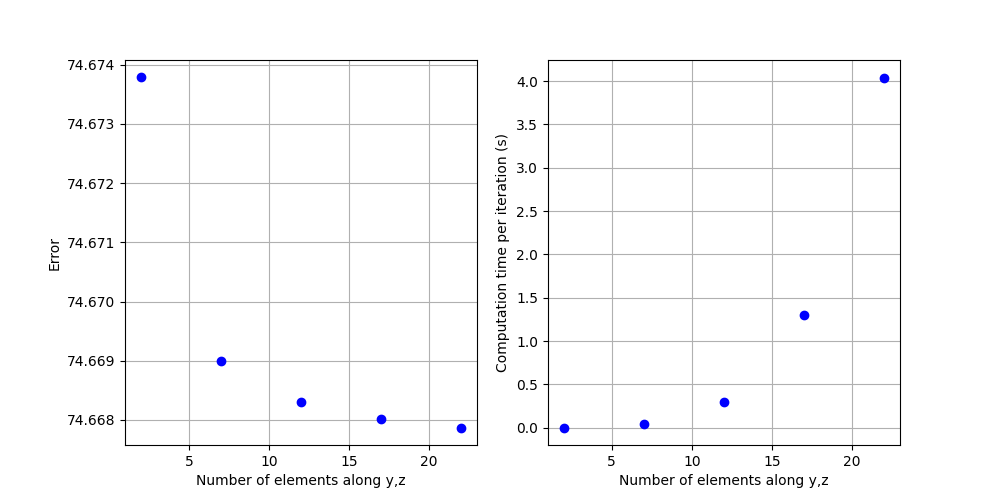 74.674
74.673
74.672
74.671
74.670
74.669
74.668
Error
5 10 15 20
Number of elements along y,z
4.0
3.5
3.0
2.5
2.0
1.5
1.0
0.5
0.0
Computation time per iteration (s)
5 10 15 20
Number of elements along y,z